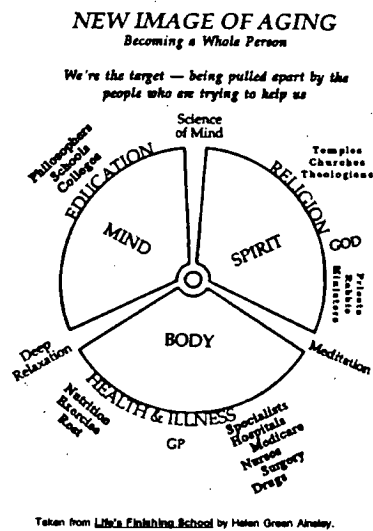 NEW IMAGE OF AGING
Becoming a Whole Person
We're the target — being pulled apart by the
people who are trying to help us
Science
of Mind
Philosophers
Schools
Colleges
EDUCATION
MIND
Temples
Churches
Theologians
RELIGION
SPIRIT
GOD
Priests
Rabbis
Ministers
BODY
Deep
Relaxation
Meditation
HEALTH & ILLNESS
Nutrition
Exercise
Rest
GP
Specialists
Hospitals
Medicare
Nurses
Surgery
Drugs
Taken from Life's Finishing School by Helen Green Ainsley.